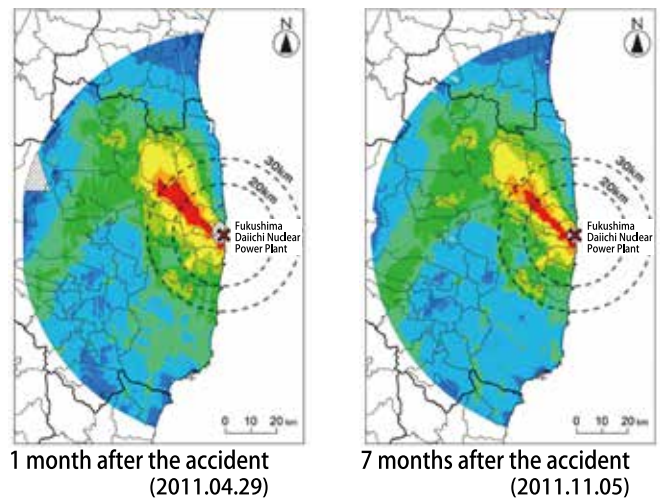 N
30km
20km
Fukushima
Daiichi Nuclear
Power Plant
0 10 20 km
1 month after the accident
(2011.04.29)
N
30km
20km
Fukushima
Daiichi Nuclear
Power Plant
0 10 20 km
7 months after the accident
(2011.11.05)